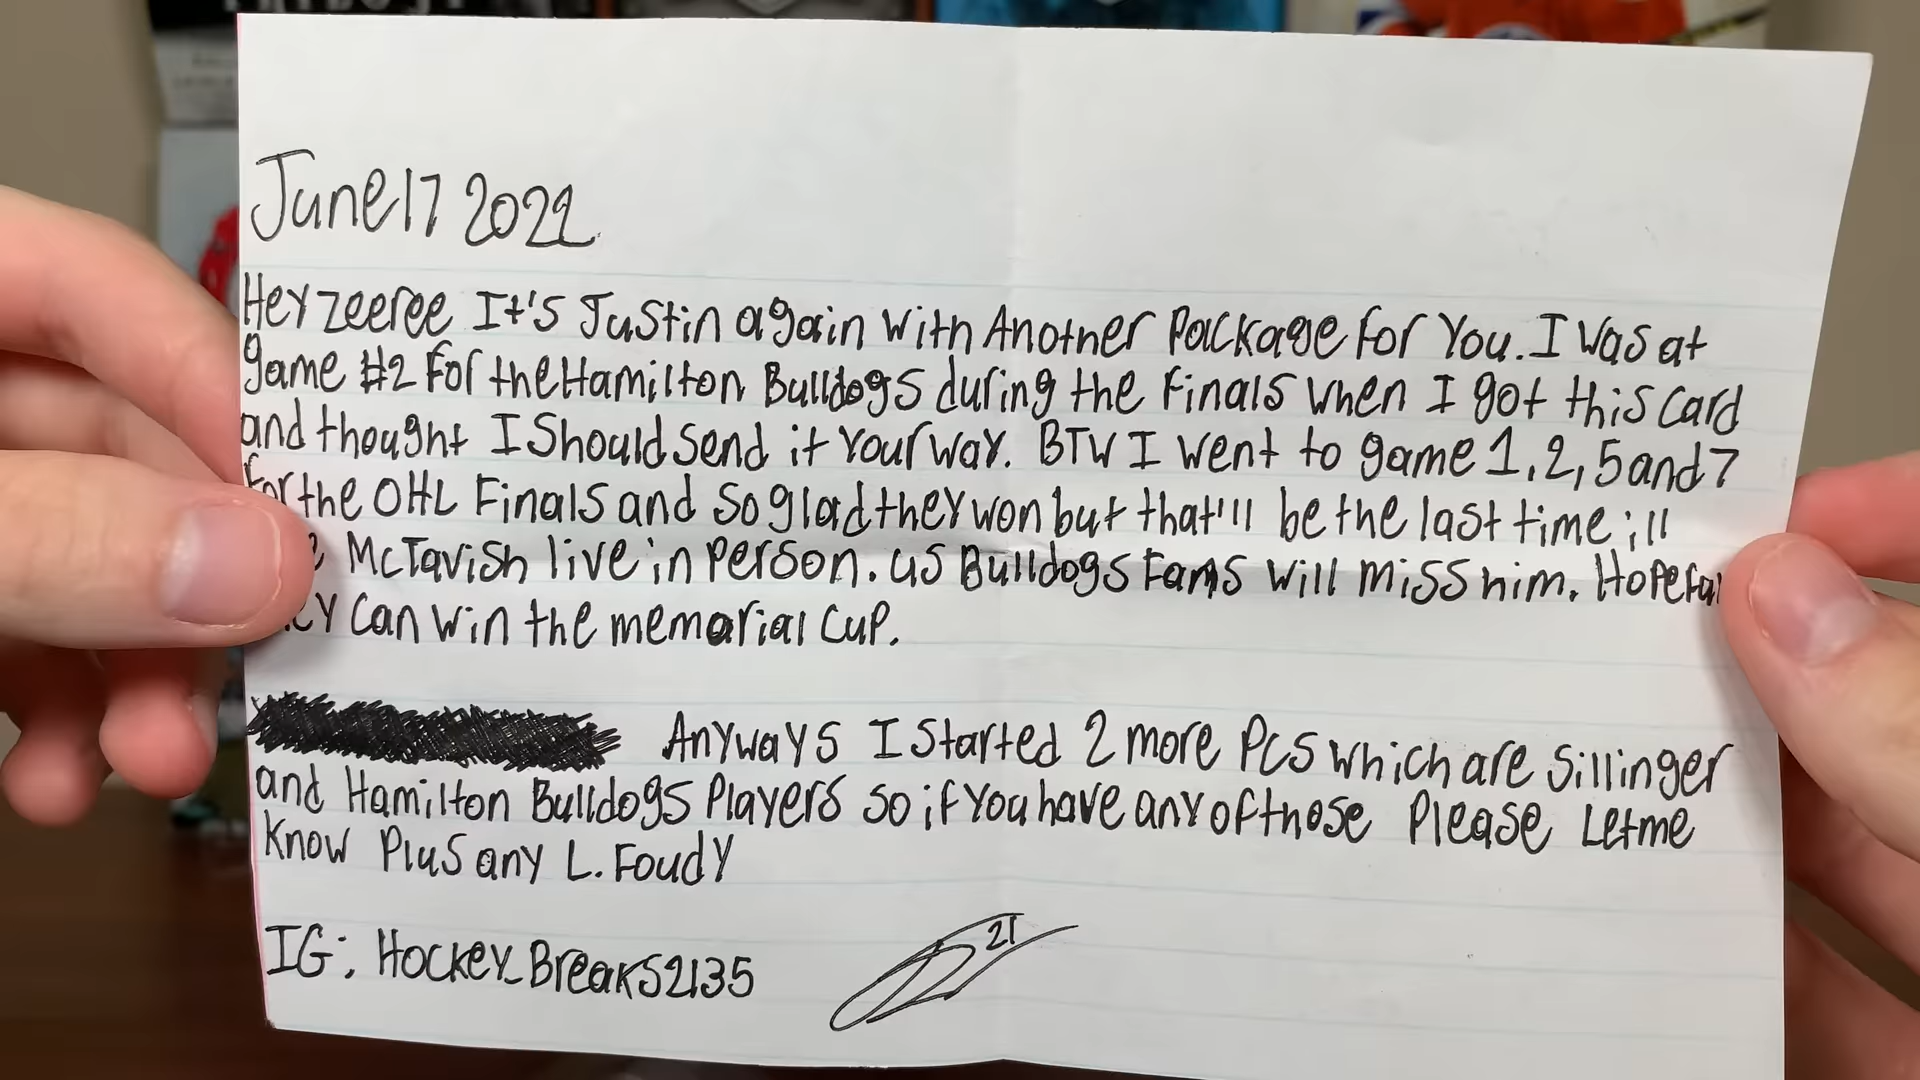 June 17 2022
Hey zeeree It's Justin again with Another Package for You. I was at
game #2 For the Hamilton Bulldogs during the Finals when I got this card
and thought I Should send it your way. BTW I went to game 1, 2, 5 and 7
For the OHL Finals and so glad they won but that'll be the last time ill
McTavish live in person. us Bulldogs Fans will miss him. Hopeful
can win the memorial cup.
Anyways I started 2 more PCs which are Sillinger
and Hamilton Bulldogs Players so if you have any of those Please Let me
know Plus any L. Foudy
IG: Hockey_Breaks2135
21